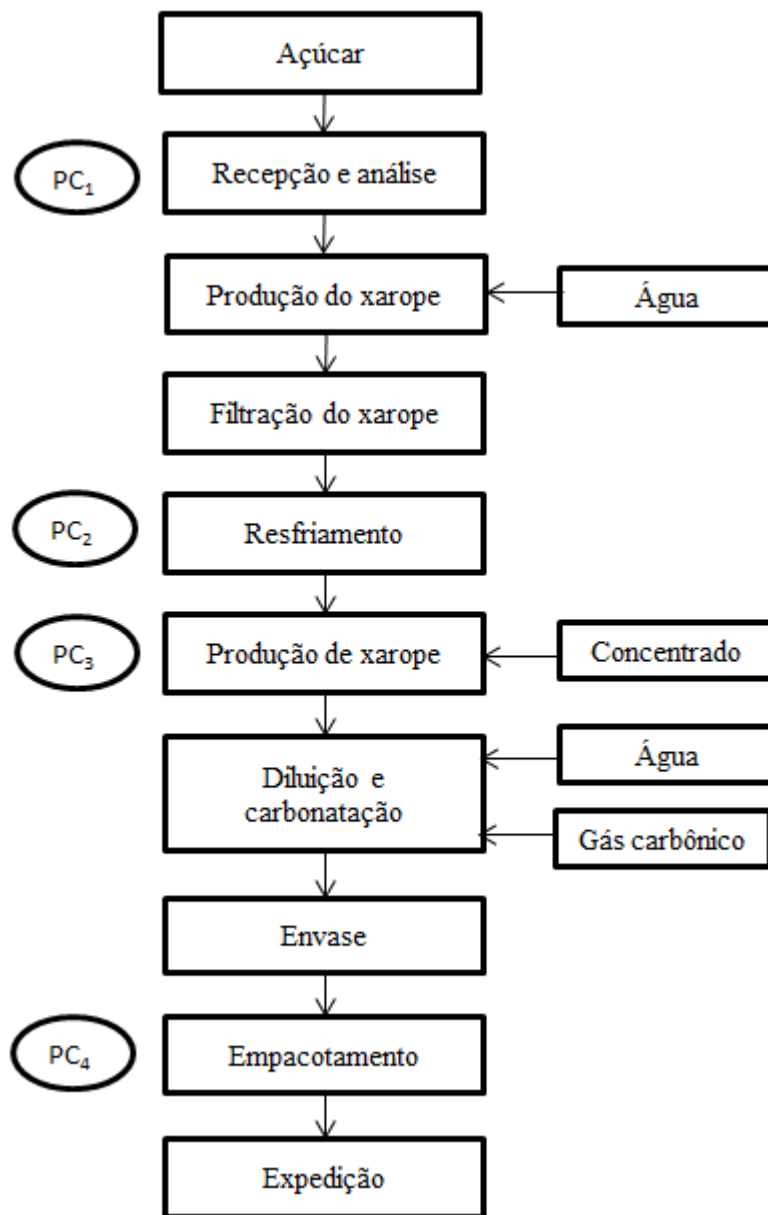 Açúcar
PC₁
Recepção e análise
Produção do xarope
Água
Filtração do xarope
PC₂
Resfriamento
PC₃
Produção de xarope
Concentrado
Diluição e
carbonatação
Água
Gás carbônico
Envase
PC₄
Empacotamento
Expedição